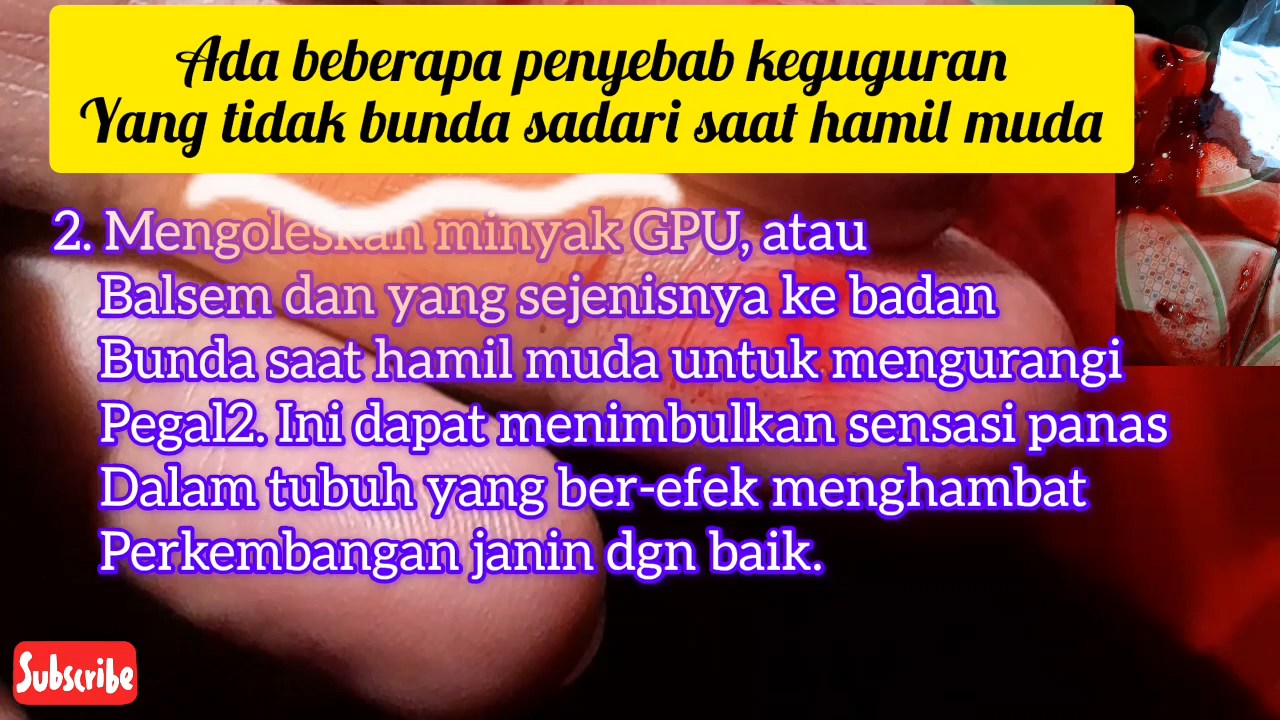 Ada beberapa penyebab keguguran
Yang tidak bunda sadari saat hamil muda
2. Mengoleskan minyak GPU, atau
Balsem dan yang sejenisnya ke badan
Bunda saat hamil muda untuk mengurangi
Pegal2. Ini dapat menimbulkan sensasi panas
Dalam tubuh yang ber-efek menghambat
Perkembangan janin dgn baik.
Subscribe